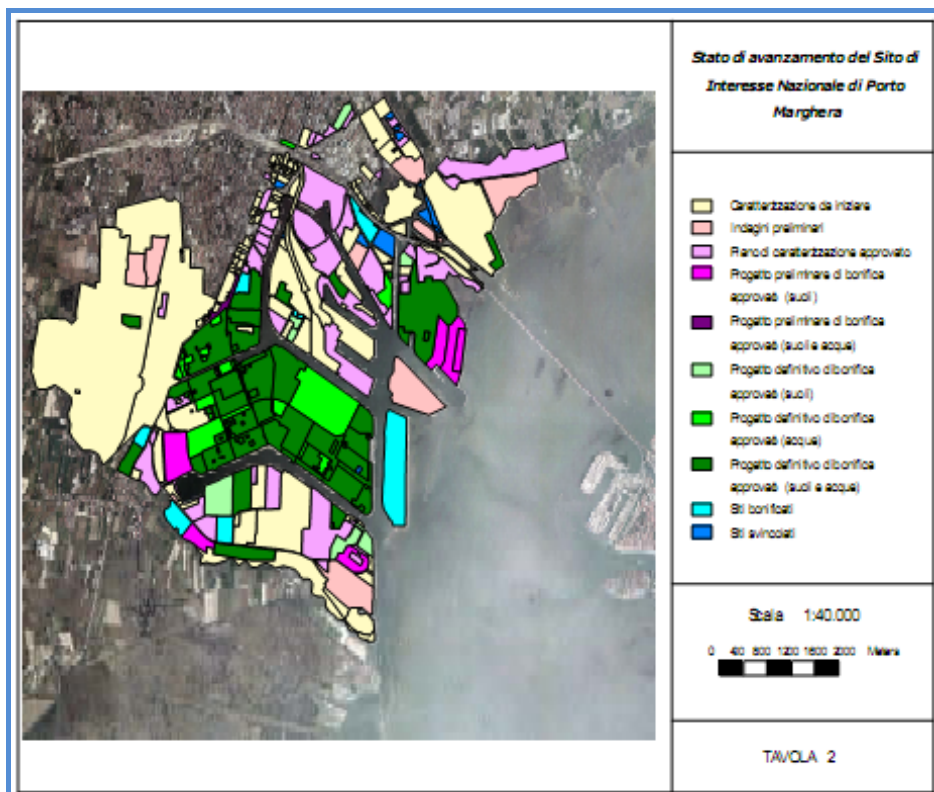 Stato di avanzamento del Sito di
Interesse Nazionale di Porto
Marghera
Caratterizzazione da iniziare
Indagini preliminari
Piano di caratterizzazione approvato
Progetto preliminare di bonifica
approvato (suoli)
Progetto preliminare di bonifica
approvato (suoli e acque)
Progetto definitivo di bonifica
approvato (suoli)
Progetto definitivo di bonifica
approvato (acque)
Progetto definitivo di bonifica
approvato (suoli e acque)
Siti bonificati
Siti svincolati
Scala 1:40.000
0 400 800 1200 1600 2000 Meters
TAVOLA 2